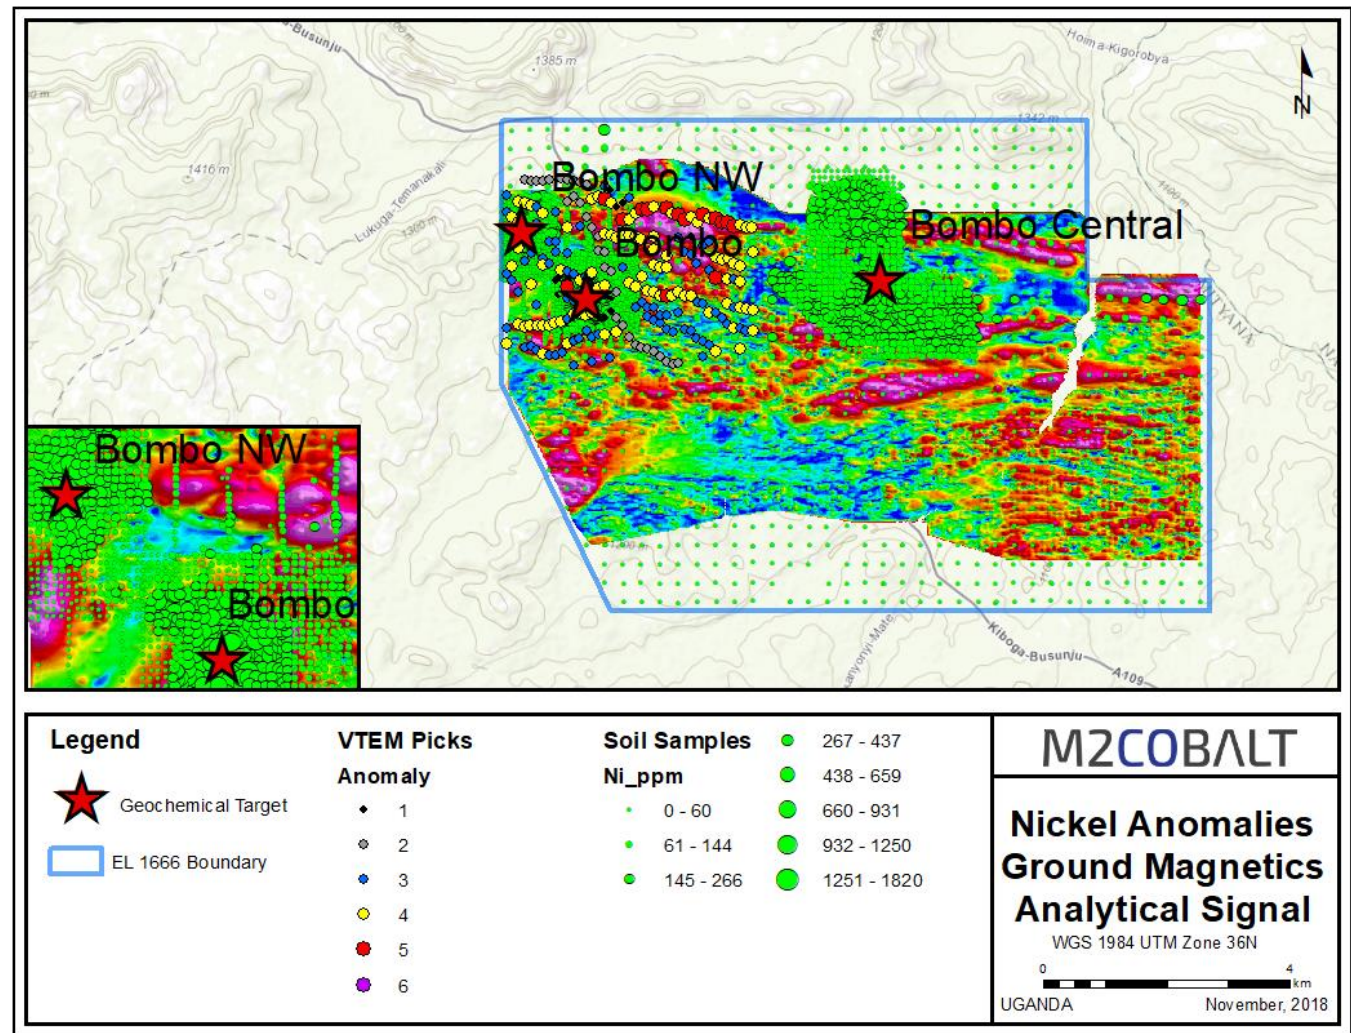 a-Busunju
1385 m
1200
Hoima-Kigorobya
1342 m
1416 m
Lukuga-Temanakali
1300 m
1100 m
Bombo NW
Bombo
Bombo Central
N
Bombo NW
Bombo
Kiboga-Busunju
A109
Legend
Geochemical Target
EL 1666 Boundary
VTEM Picks
Anomaly
1
2
3
4
5
6
Soil Samples
Ni_ppm
0 - 60
61 - 144
145 - 266
267 - 437
438 - 659
660 - 931
932 - 1250
1251 - 1820
M2COBALT
Nickel Anomalies
Ground Magnetics
Analytical Signal
WGS 1984 UTM Zone 36N
0 4
km
UGANDA November, 2018